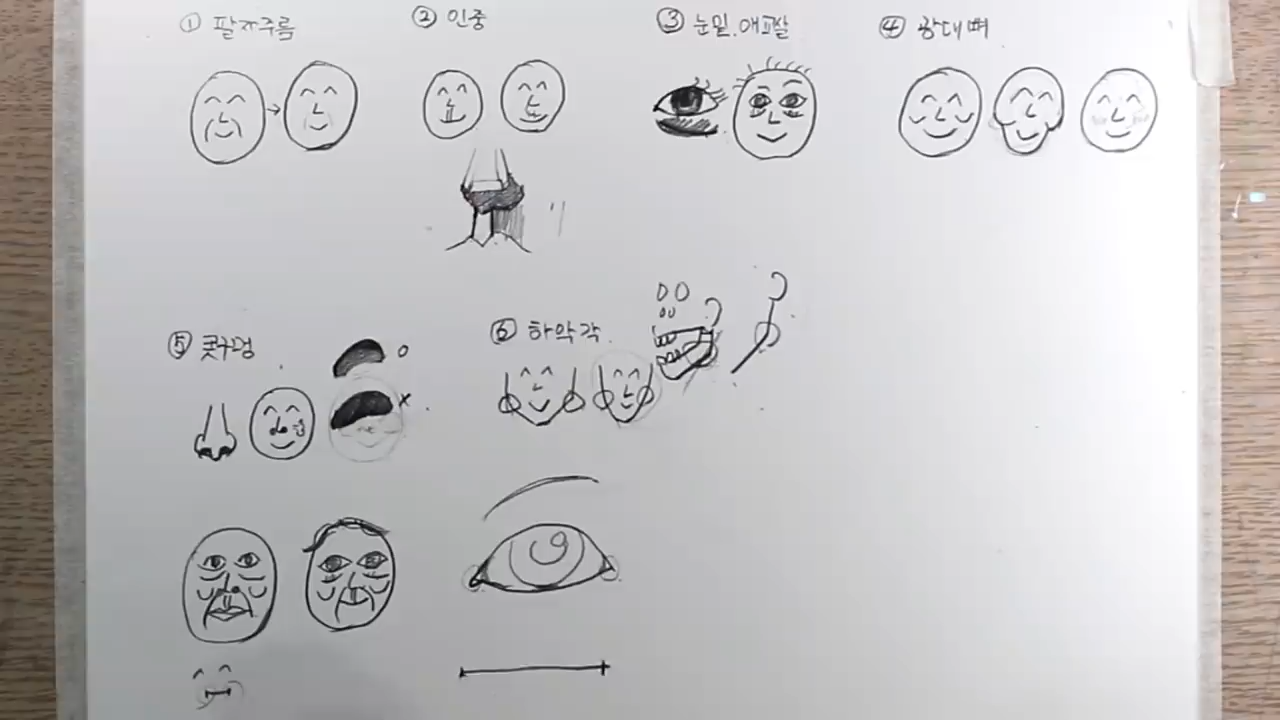 ① 팔자주름
② 인중
③ 눈밑.애교살
④ 광대뼈
⑤ 콧구멍
o
x
⑥ 하악각